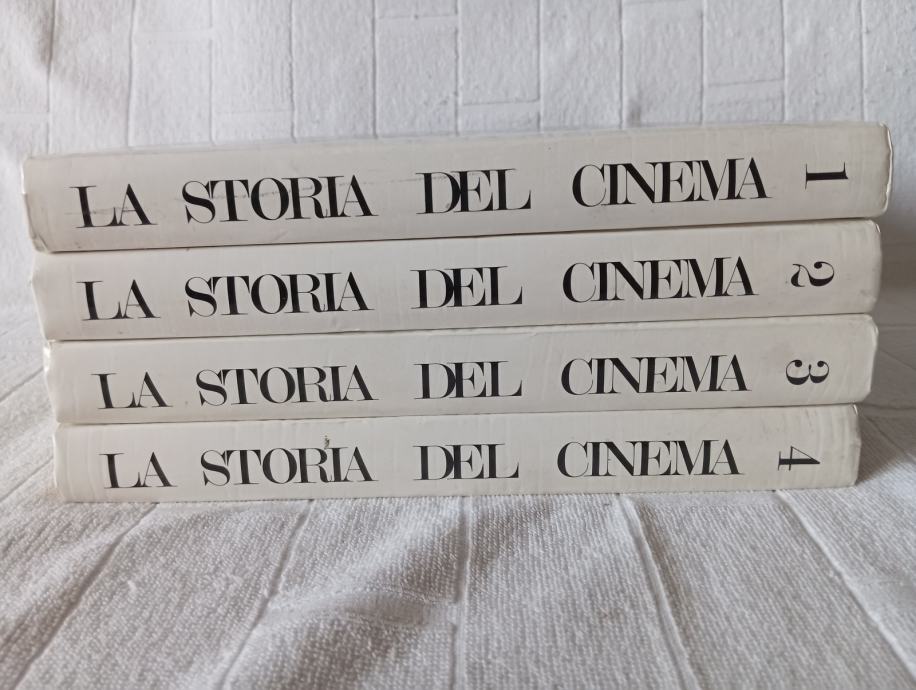 LA STORIA DEL CINEMA 1
LA STORIA DEL CINEMA 2
LA STORIA DEL CINEMA 3
LA STORIA DEL CINEMA 4